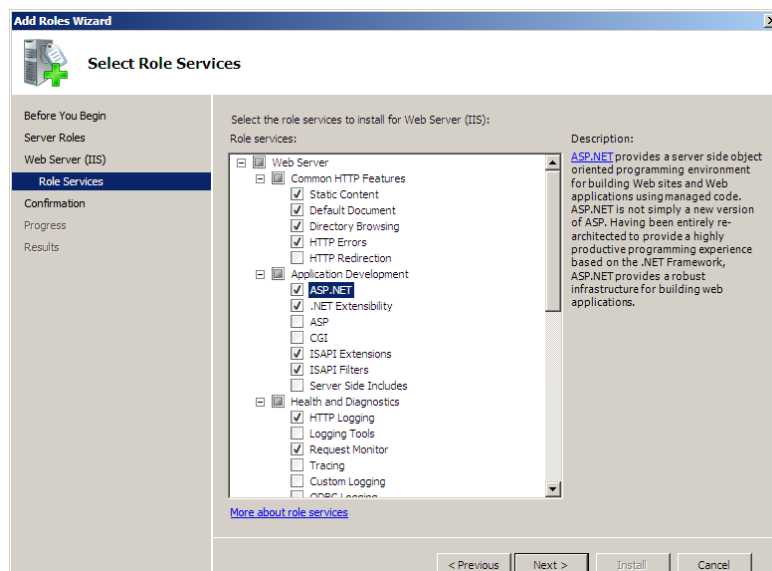 Add Roles Wizard
Select Role Services
Before You Begin
Server Roles
Web Server (IIS)
Role Services
Confirmation
Progress
Results
Select the role services to install for Web Server (IIS):
Role services:
Web Server
Common HTTP Features
Static Content
Default Document
Directory Browsing
HTTP Errors
HTTP Redirection
Application Development
ASP.NET
.NET Extensibility
ASP
CGI
ISAPI Extensions
ISAPI Filters
Server Side Includes
Health and Diagnostics
HTTP Logging
Logging Tools
Request Monitor
Tracing
Custom Logging
ODBC Logging
More about role services
Description:
ASP.NET provides a server side object
oriented programming environment
for building Web sites and Web
applications using managed code.
ASP.NET is not simply a new version
of ASP. Having been entirely re-
architected to provide a highly
productive programming experience
based on the .NET Framework,
ASP.NET provides a robust
infrastructure for building web
applications.
< Previous
Next >
Install
Cancel